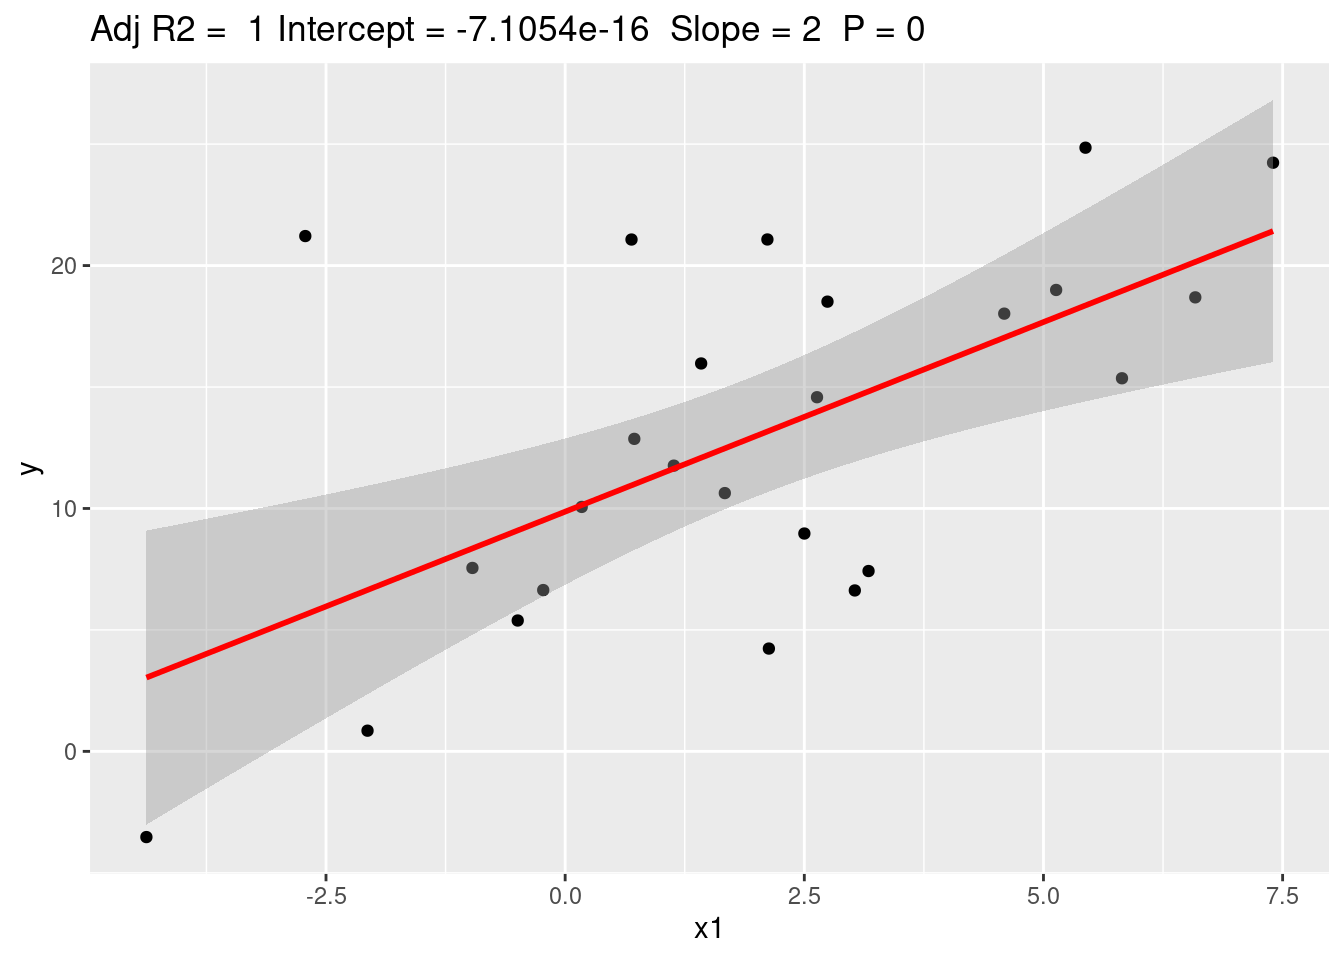 Adj R2 =  1 Intercept = -7.1054e-16  Slope = 2  P = 0
20
10
0
y
-2.5 0.0 2.5 5.0 7.5
x1